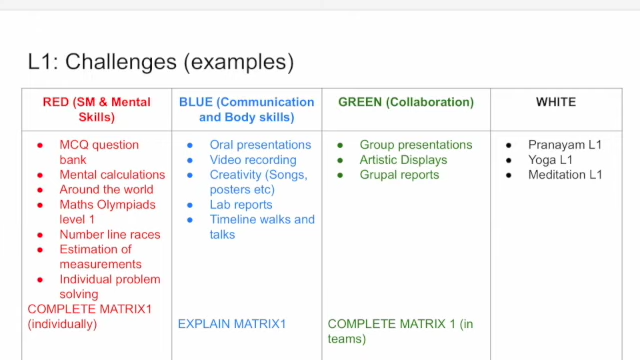 L1: Challenges (examples)
RED (SM & Mental
Skills)
MCQ question
bank
Mental calculations
Around the world
Maths Olympiads
level 1
Number line races
Estimation of
measurements
Individual problem
solving
COMPLETE MATRIX1
(individually)
BLUE (Communication
and Body skills)
Oral presentations
Video recording
Creativity (Songs,
posters etc)
Lab reports
Timeline walks and
talks
EXPLAIN MATRIX1
GREEN (Collaboration)
Group presentations
Artistic Displays
Grupal reports
COMPLETE MATRIX 1 (in
teams)
WHITE
Pranayam L1
Yoga L1
Meditation L1